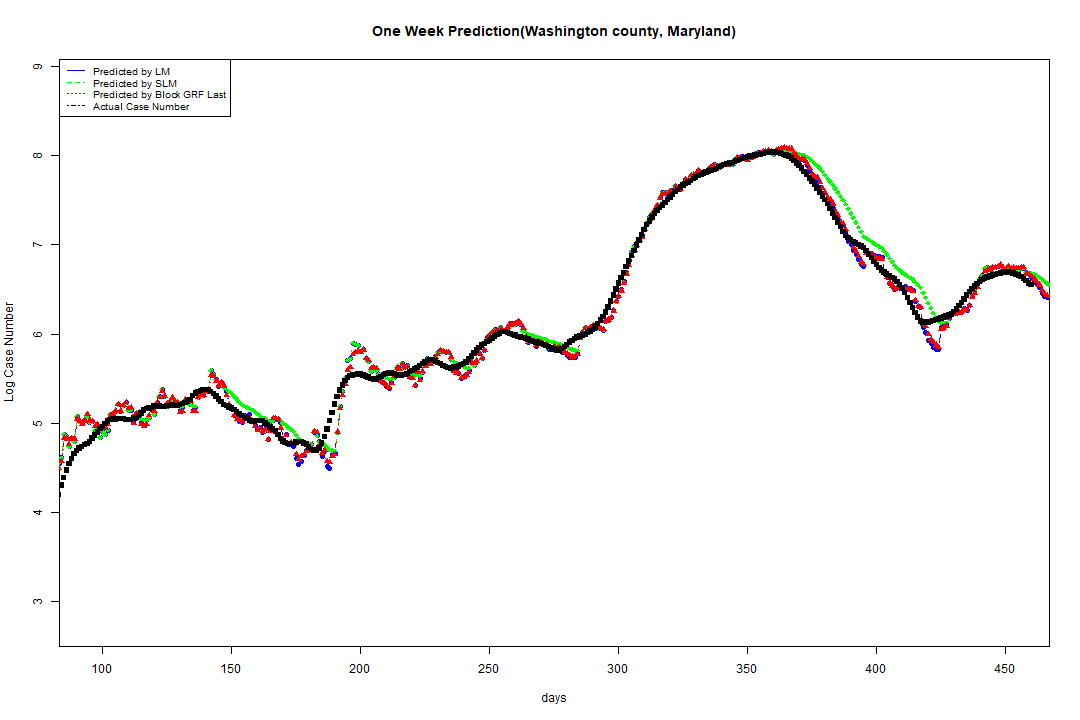 One Week Prediction(Washington county, Maryland)
Predicted by LM
Predicted by SLM
Predicted by Block GRF Last
Actual Case Number
9
8
7
6
5
4
3
Log Case Number
100 150 200 250 300 350 400 450
days